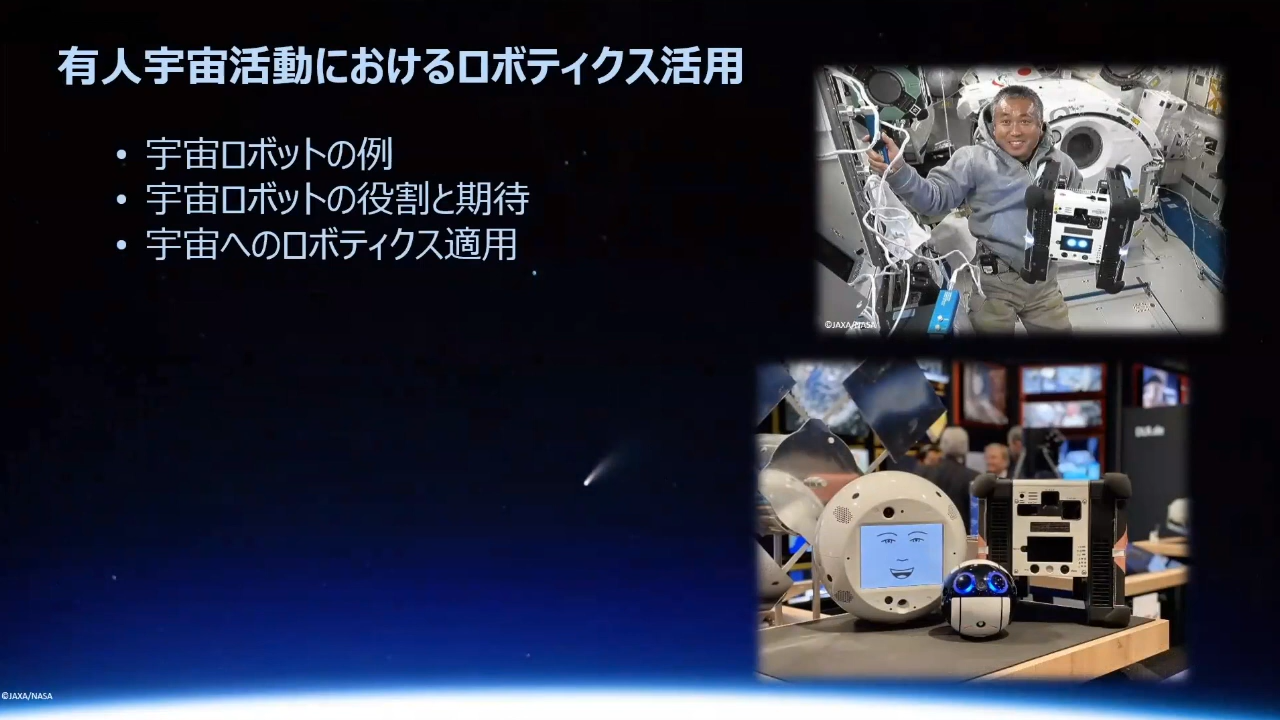 有人宇宙活動におけるロボティクス活用
• 宇宙ロボットの例
• 宇宙ロボットの役割と期待
• 宇宙へのロボティクス適用
©JAXA/NASA
DLR.de
©JAXA/NASA